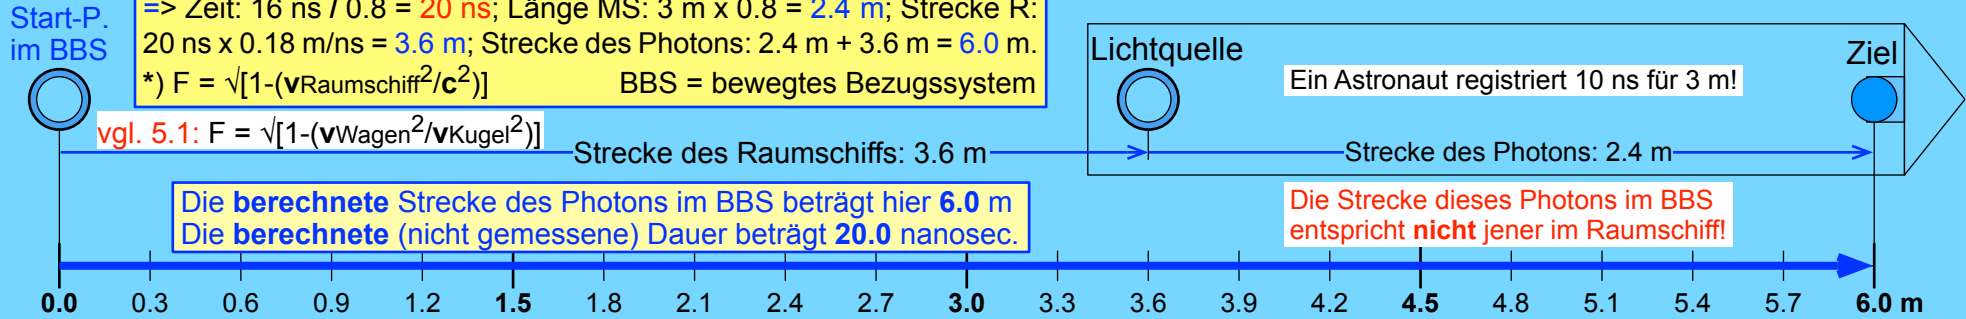 Start-P.
im BBS
=> Zeit: 16 ns / 0.8 = 20 ns; Länge MS: 3 m x 0.8 = 2.4 m; Strecke R:
20 ns x 0.18 m/ns = 3.6 m; Strecke des Photons: 2.4 m + 3.6 m = 6.0 m.
*) F = √[1-(vRaumschiff²/c²)] BBS = bewegtes Bezugssystem
vgl. 5.1: F = √[1-(vWagen²/vKugel²)]
Lichtquelle
Ziel
Ein Astronaut registriert 10 ns für 3 m!
Strecke des Raumschiffs: 3.6 m
Strecke des Photons: 2.4 m
Die berechnete Strecke des Photons im BBS beträgt hier 6.0 m
Die berechnete (nicht gemessene) Dauer beträgt 20.0 nanosec.
Die Strecke dieses Photons im BBS
entspricht nicht jener im Raumschiff!
0.0 0.3 0.6 0.9 1.2 1.5 1.8 2.1 2.4 2.7 3.0 3.3 3.6 3.9 4.2 4.5 4.8 5.1 5.4 5.7 6.0 m